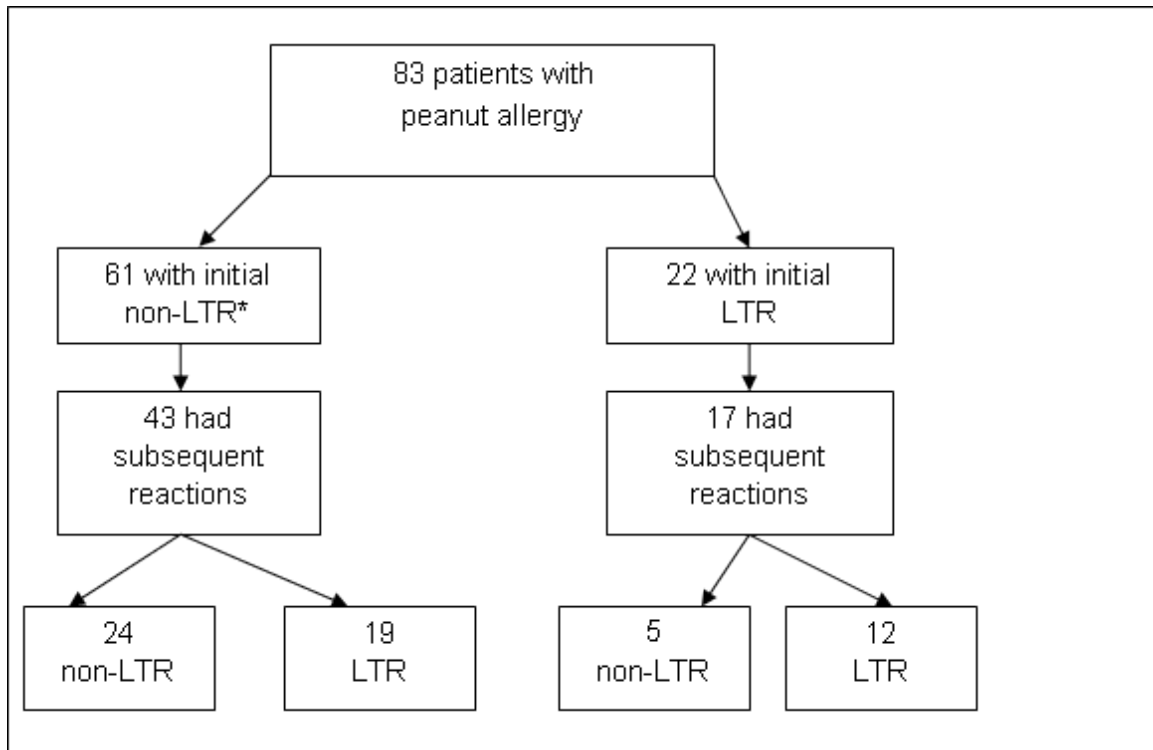 83 patients with
peanut allergy
61 with initial
non-LTR*
22 with initial
LTR
43 had
subsequent
reactions
17 had
subsequent
reactions
24
non-LTR
19
LTR
5
non-LTR
12
LTR